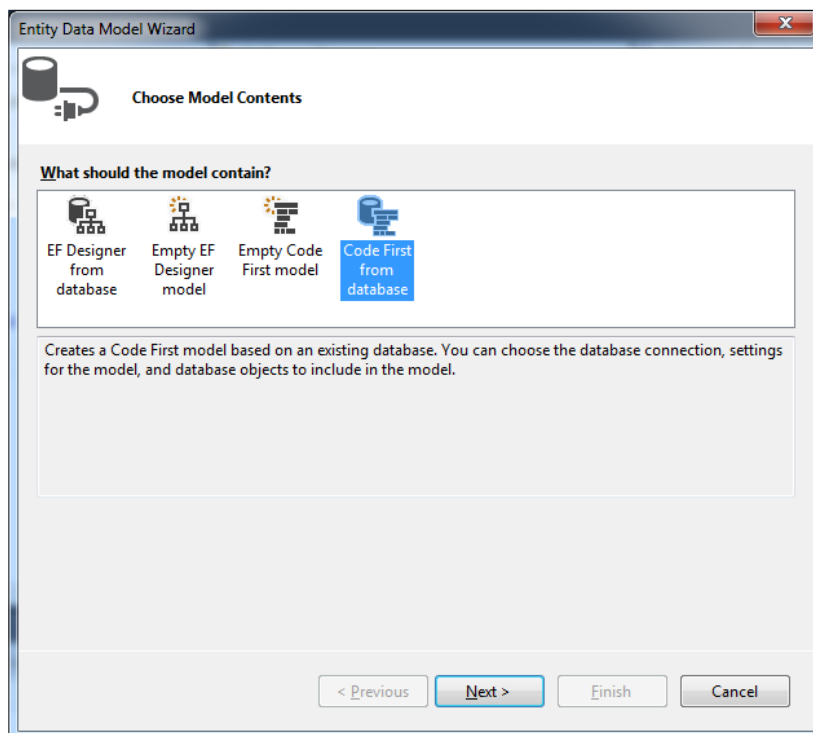 Entity Data Model Wizard
Choose Model Contents
What should the model contain?
EF Designer
from
database
Empty EF
Designer
model
Empty Code
First model
Code First
from
database
Creates a Code First model based on an existing database. You can choose the database connection, settings
for the model, and database objects to include in the model.
< Previous
Next >
Finish
Cancel